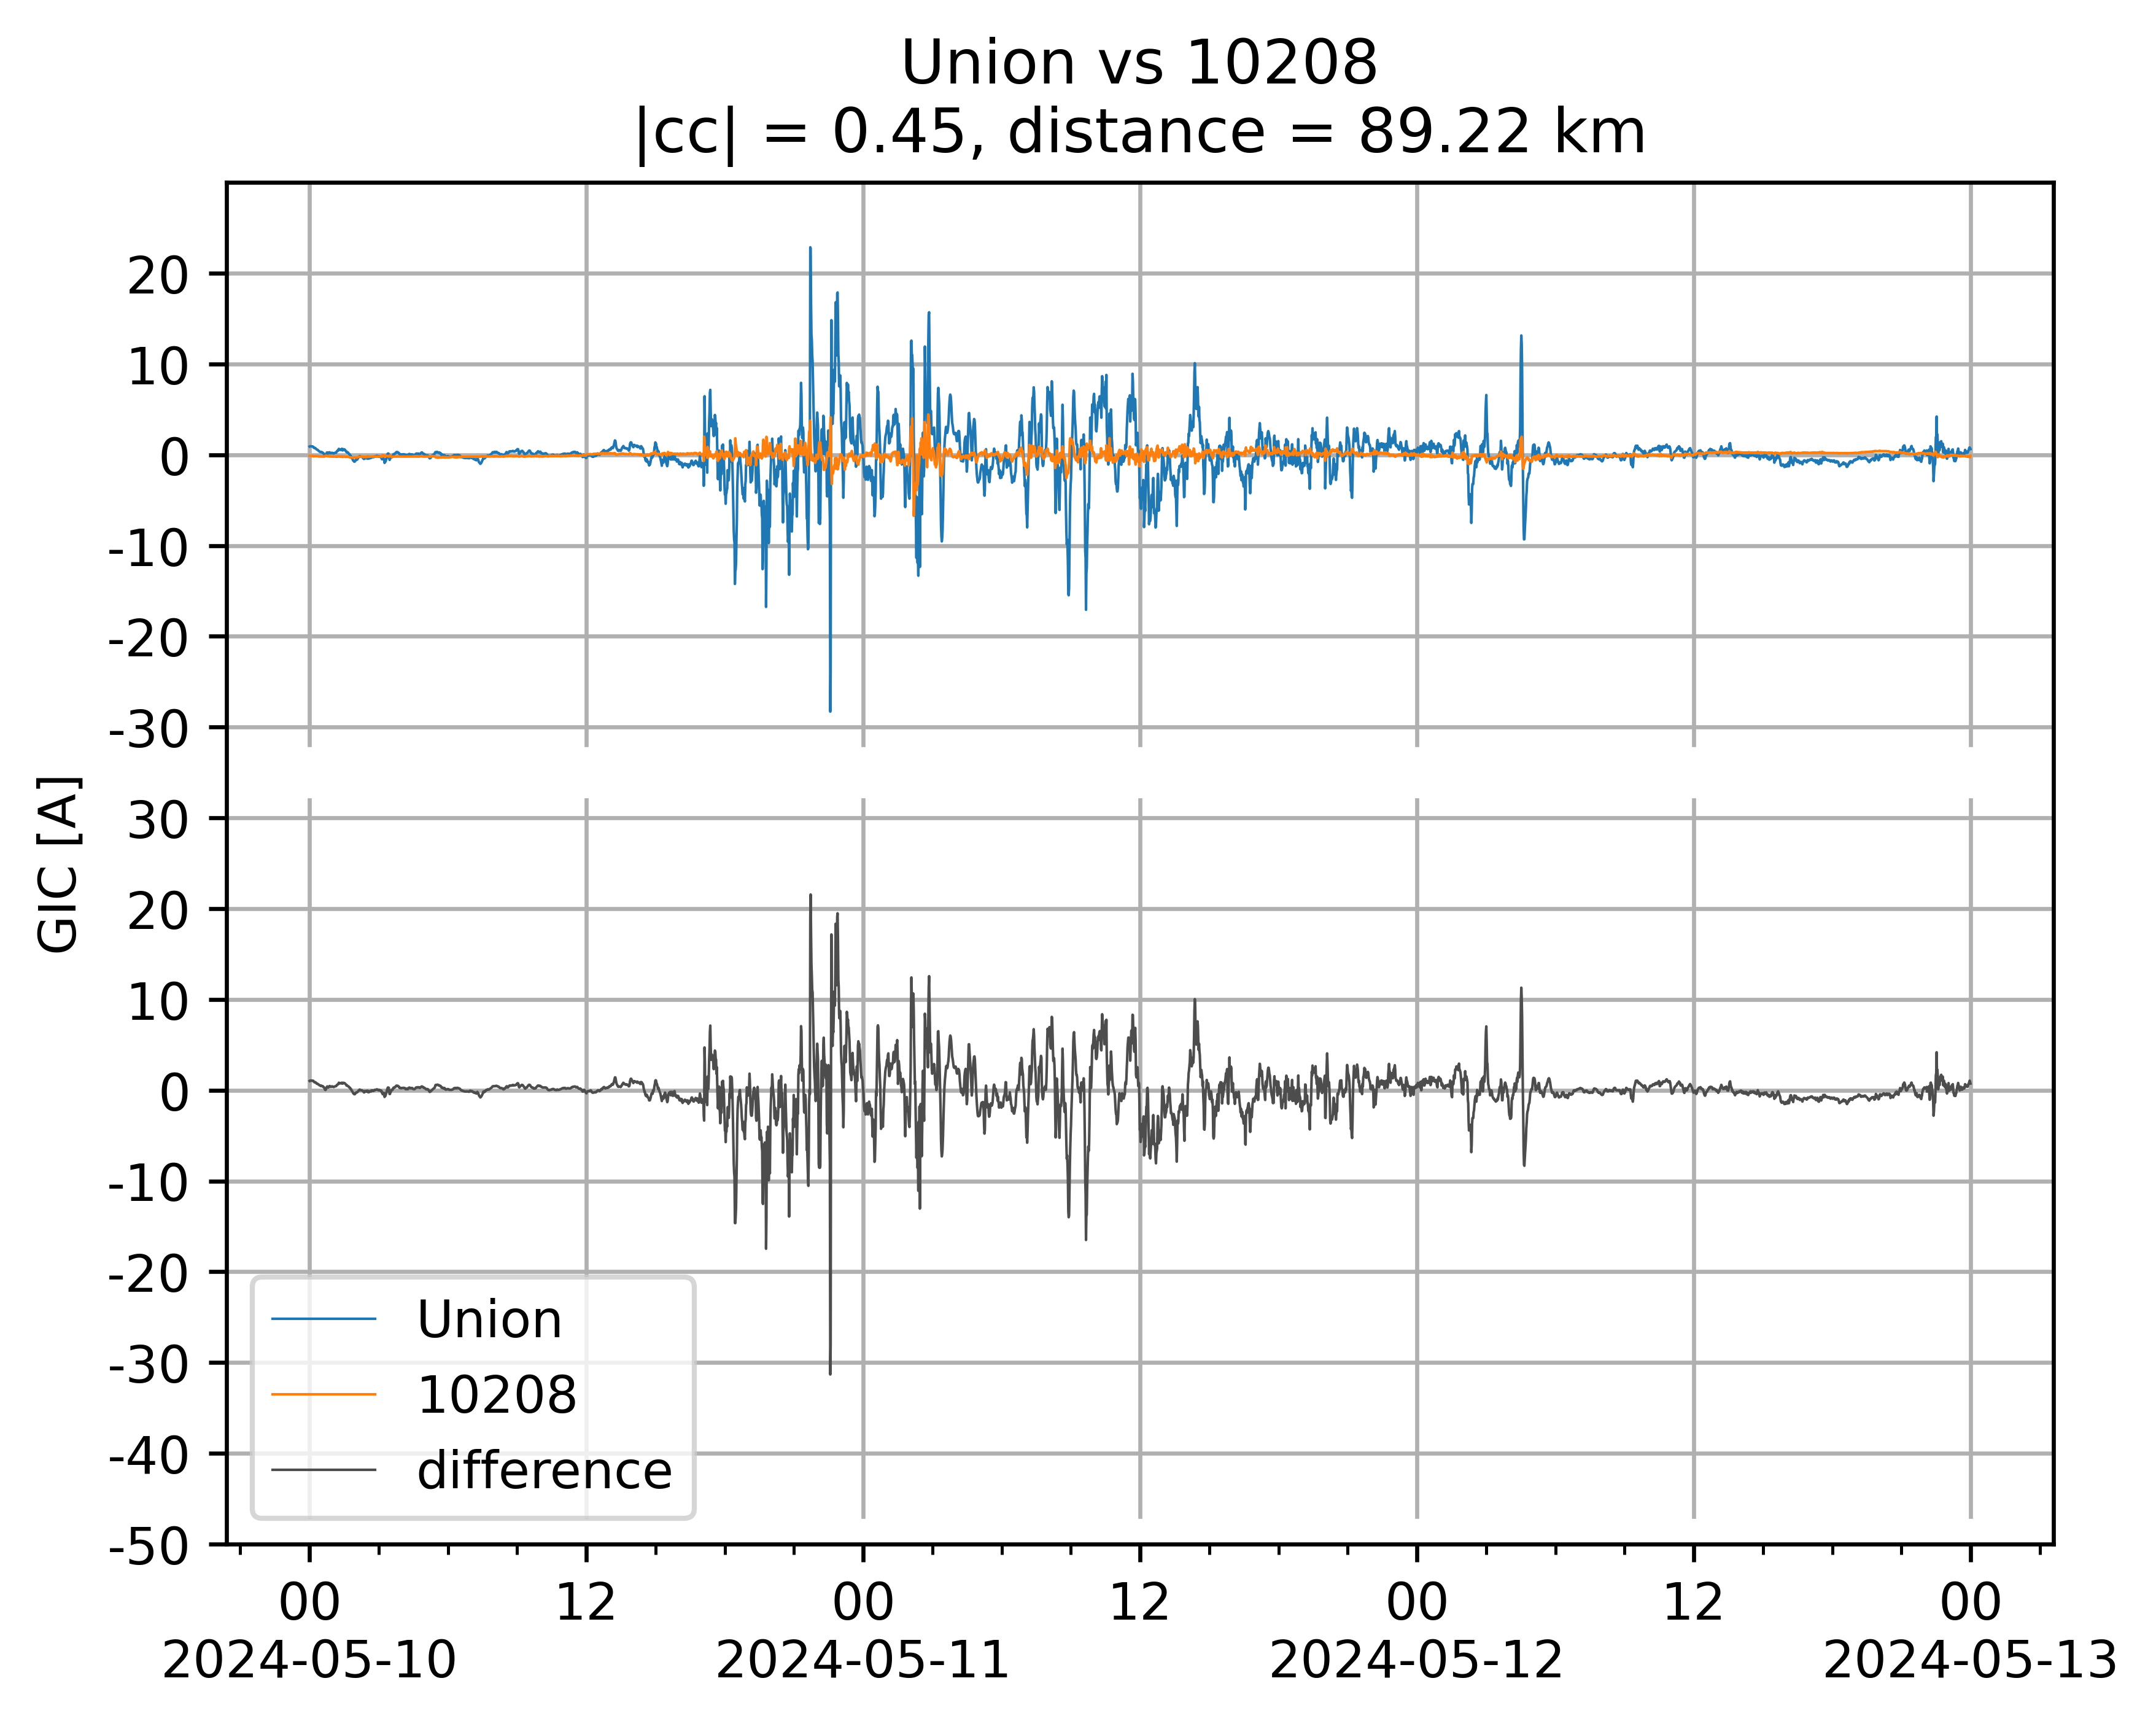 Union vs 10208
|cc| = 0.45, distance = 89.22 km
GIC [A]
20
10
0
-10
-20
-30
30
20
10
0
-10
-20
-30
-40
-50
Union
10208
difference
00 12 00 12 00 12 00
2024-05-10 2024-05-11 2024-05-12 2024-05-13